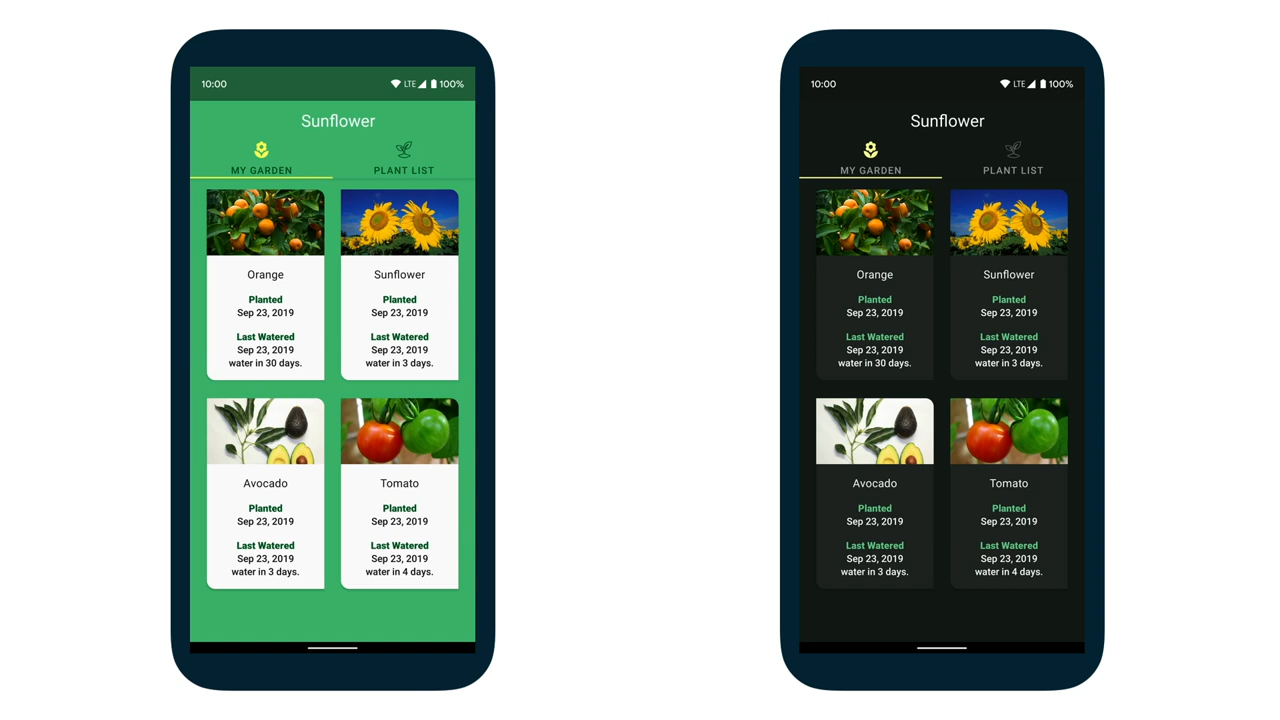 10:00 LTE 100%
Sunflower
MY GARDEN PLANT LIST
Orange
Planted
Sep 23, 2019
Last Watered
Sep 23, 2019
water in 30 days.
Sunflower
Planted
Sep 23, 2019
Last Watered
Sep 23, 2019
water in 3 days.
Avocado
Planted
Sep 23, 2019
Last Watered
Sep 23, 2019
water in 3 days.
Tomato
Planted
Sep 23, 2019
Last Watered
Sep 23, 2019
water in 4 days.
10:00 LTE 100%
Sunflower
MY GARDEN PLANT LIST
Orange
Planted
Sep 23, 2019
Last Watered
Sep 23, 2019
water in 30 days.
Sunflower
Planted
Sep 23, 2019
Last Watered
Sep 23, 2019
water in 3 days.
Avocado
Planted
Sep 23, 2019
Last Watered
Sep 23, 2019
water in 3 days.
Tomato
Planted
Sep 23, 2019
Last Watered
Sep 23, 2019
water in 4 days.